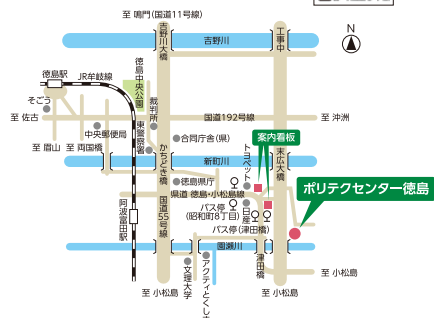 至 鳴門(国道11号線)
吉野川大橋
工事中
吉野川
N
徳島駅
JR牟岐線
徳島中央公園
そごう
裁判所
至 佐古
国道192号線
至 沖洲
中央郵便局
東警察署
合同庁舎(県)
案内看板
至 眉山
至 両国橋
かちどき橋
新町川
トヨペット
末広大橋
徳島県庁
県道 徳島・小松島線
ポリテクセンター徳島
阿波富田駅
国道55号線
バス停
(昭和町8丁目)
日産
バス停(津田橋)
園瀬川
津田橋
文理大学
アクティとくしま
至 小松島
至 小松島
至 小松島